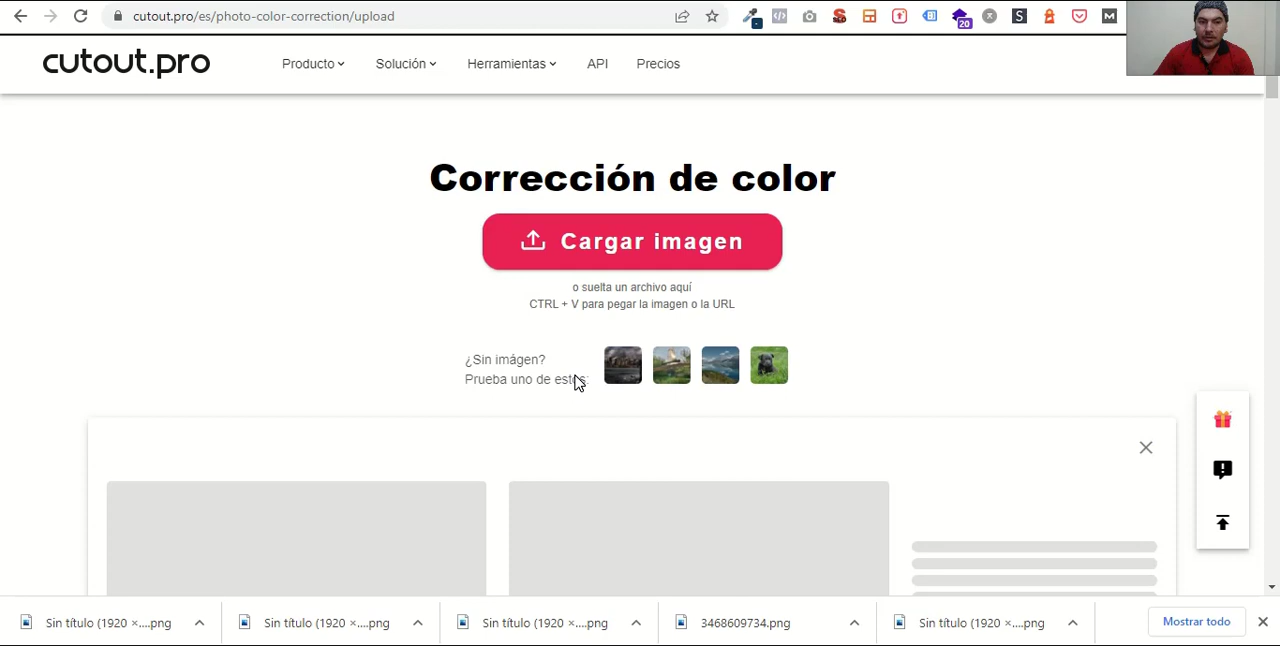 cutout.pro/es/photo-color-correction/upload
20
S
M
cutout.pro
Producto
Solución
Herramientas
API
Precios
Corrección de color
Cargar imagen
o suelta un archivo aquí
CTRL + V para pegar la imagen o la URL
¿Sin imágen?
Prueba uno de estos:
Sin título (1920 ×....png
Sin título (1920 ×....png
Sin título (1920 ×....png
3468609734.png
Sin título (1920 ×....png
Mostrar todo